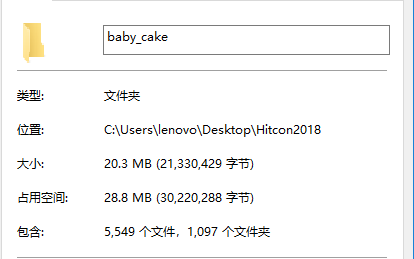 baby_cake
类型: 文件夹
位置: C:\Users\lenovo\Desktop\Hitcon2018
大小: 20.3 MB (21,330,429 字节)
占用空间: 28.8 MB (30,220,288 字节)
包含: 5,549 个文件，1,097 个文件夹